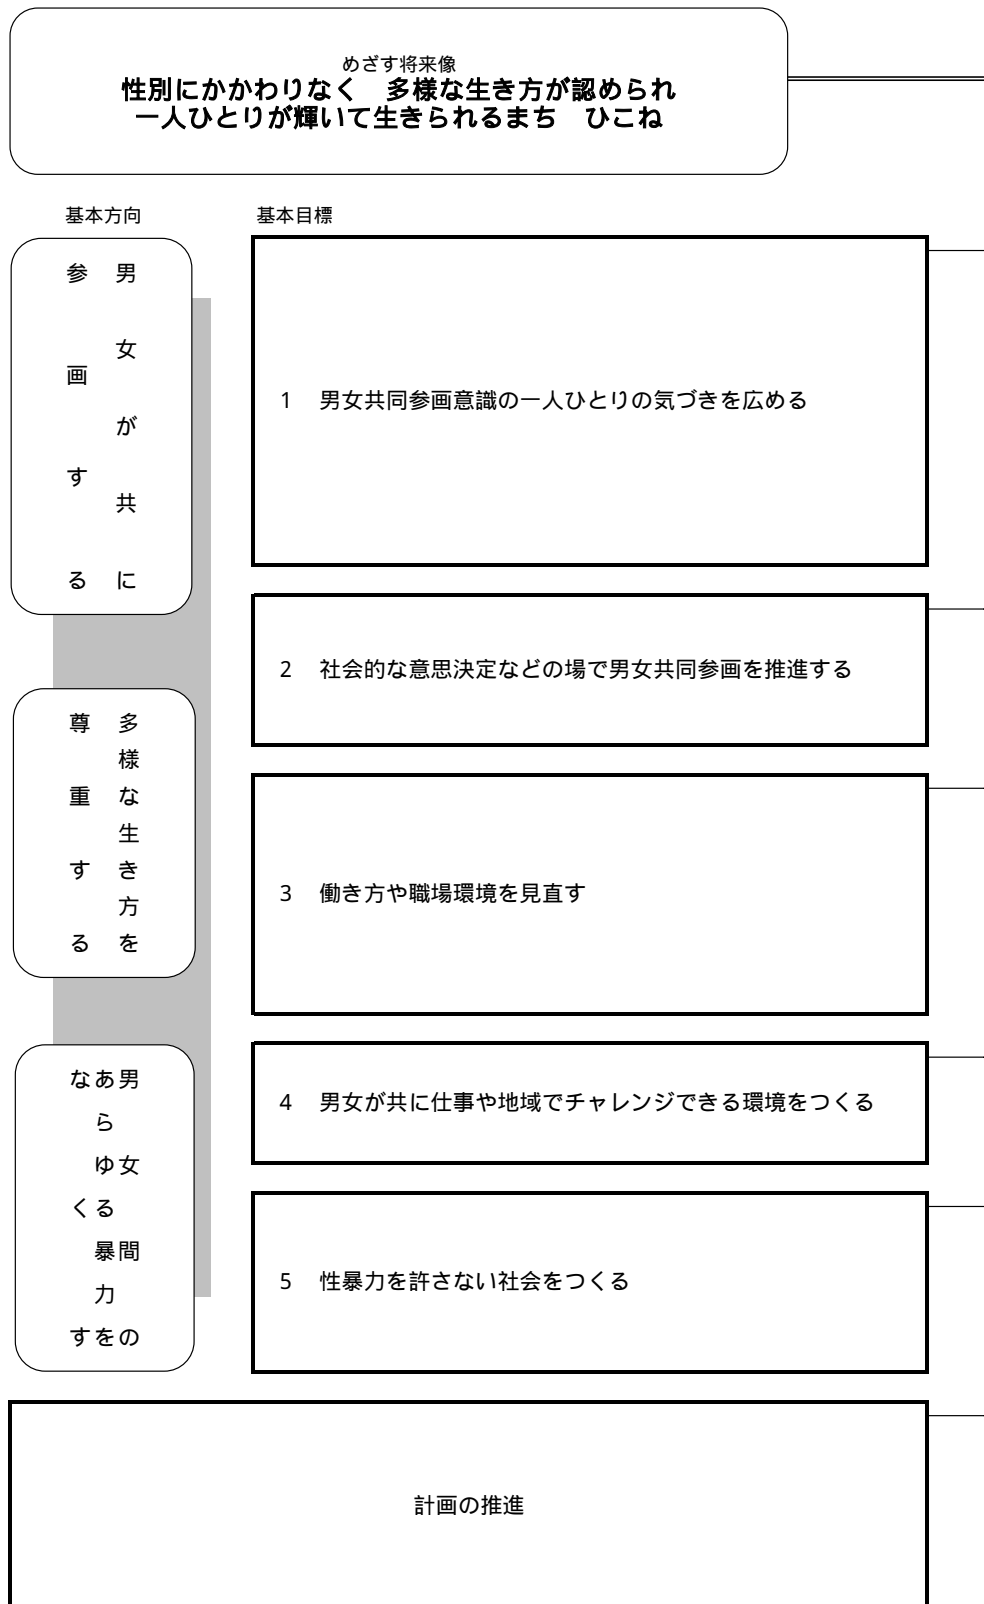 めざす将来像
性別にかかわりなく　多様な生き方が認められ
一人ひとりが輝いて生きられるまち　ひこね
基本方向
基本目標
男女が共に
参画する
1　男女共同参画意識の一人ひとりの気づきを広める
2　社会的な意思決定などの場で男女共同参画を推進する
多様な生き方を
尊重する
3　働き方や職場環境を見直す
4　男女が共に仕事や地域でチャレンジできる環境をつくる
男女間の
あらゆる暴力を
なくす
5　性暴力を許さない社会をつくる
計画の推進